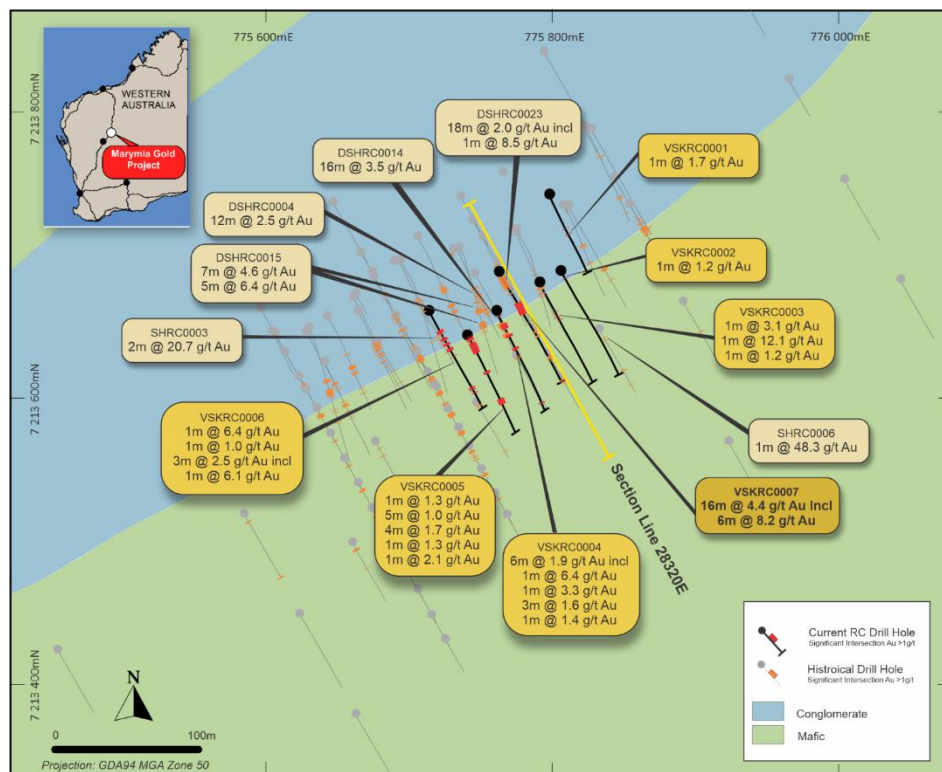 775 600mE
775 800mE
776 000mE
7 213 800mN
7 213 600mN
7 213 400mN
WESTERN
AUSTRALIA
Marymia Gold
Project
DSHRC0023
18m @ 2.0 g/t Au incl
1m @ 8.5 g/t Au
DSHRC0014
16m @ 3.5 g/t Au
VSKRC0001
1m @ 1.7 g/t Au
DSHRC0004
12m @ 2.5 g/t Au
DSHRC0015
7m @ 4.6 g/t Au
5m @ 6.4 g/t Au
VSKRC0002
1m @ 1.2 g/t Au
VSKRC0003
1m @ 3.1 g/t Au
1m @ 12.1 g/t Au
1m @ 1.2 g/t Au
SHRC0003
2m @ 20.7 g/t Au
VSKRC0006
1m @ 6.4 g/t Au
1m @ 1.0 g/t Au
3m @ 2.5 g/t Au incl
1m @ 6.1 g/t Au
SHRC0006
1m @ 48.3 g/t Au
VSKRC0005
1m @ 1.3 g/t Au
5m @ 1.0 g/t Au
4m @ 1.7 g/t Au
1m @ 1.3 g/t Au
1m @ 2.1 g/t Au
VSKRC0004
6m @ 1.9 g/t Au incl
1m @ 6.4 g/t Au
1m @ 3.3 g/t Au
3m @ 1.6 g/t Au
1m @ 1.4 g/t Au
Section Line 28320E
VSKRC0007
16m @ 4.4 g/t Au Incl
6m @ 8.2 g/t Au
Current RC Drill Hole
Significant Intersection Au >1g/t
Histroical Drill Hole
Significant Intersection Au >1g/t
Conglomerate
Mafic
N
0 100m
Projection: GDA94 MGA Zone 50